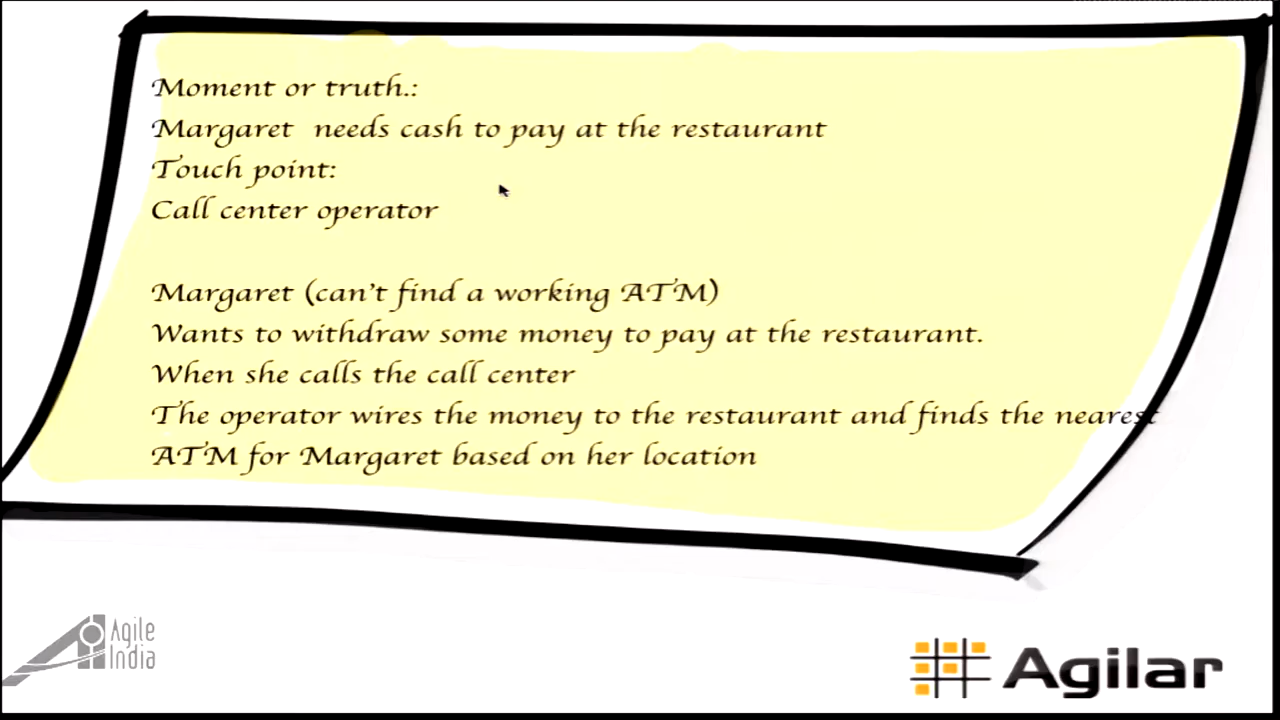 Moment or truth.:
Margaret  needs cash to pay at the restaurant
Touch point:
Call center operator
Margaret (can't find a working ATM)
Wants to withdraw some money to pay at the restaurant.
When she calls the call center
The operator wires the money to the restaurant and finds the nearest
ATM for Margaret based on her location
Agile
India
Agilar